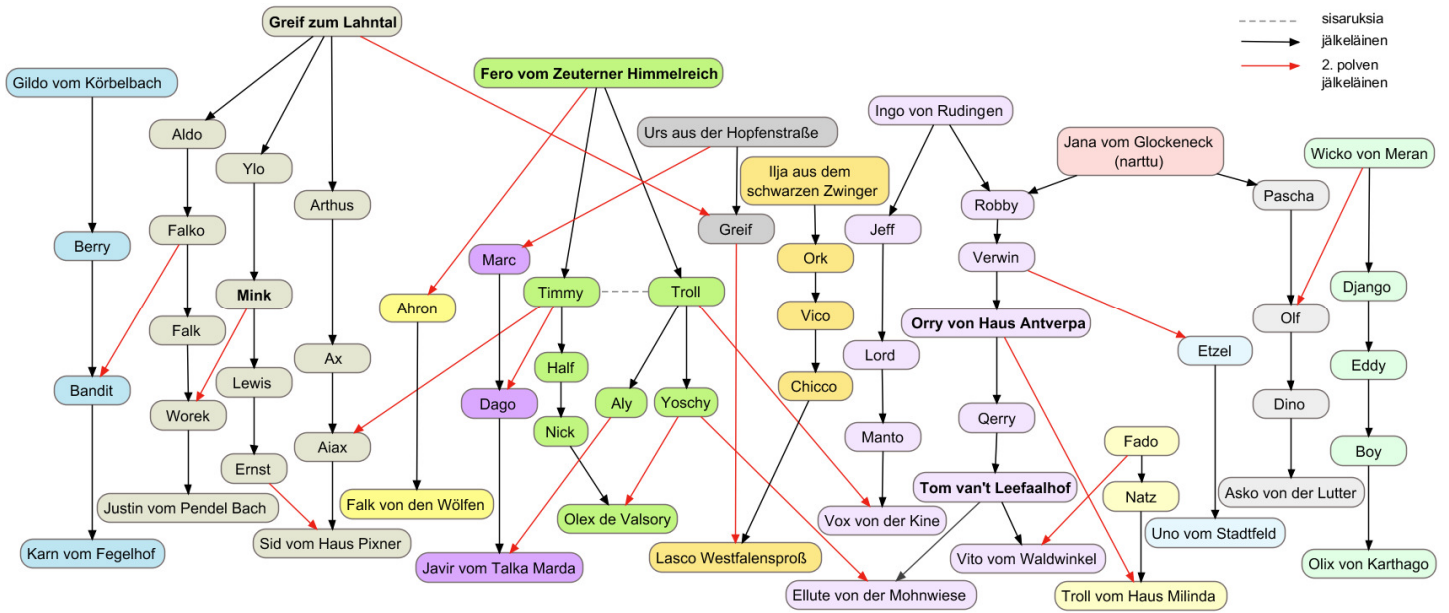 Greif zum Lahntal
sisaruksia
jälkeläinen
2. polven
jälkeläinen
Gildo vom Körbelbach
Fero vom Zeuterner Himmelreich
Ingo von Rudingen
Aldo
Urs aus der Hopfenstraße
Jana vom Glockeneck
(narttu)
Wicko von Meran
Ylo
Ilja aus dem
schwarzen Zwinger
Arthus
Robby
Pascha
Falko
Greif
Jeff
Berry
Marc
Ork
Verwin
Mink
Timmy
Troll
Django
Ahron
Vico
Orry von Haus Antverpa
Olf
Falk
Etzel
Ax
Half
Lord
Eddy
Bandit
Lewis
Chicco
Worek
Dago
Aly
Yoschy
Qerry
Dino
Aiax
Nick
Manto
Fado
Boy
Ernst
Tom van't Leefaalhof
Natz
Asko von der Lutter
Justin vom Pendel Bach
Falk von den Wölfen
Olex de Valsory
Vox von der Kine
Uno vom Stadtfeld
Karn vom Fegelhof
Sid vom Haus Pixner
Javir vom Talka Marda
Lasco Westfalensproß
Vito vom Waldwinkel
Olix von Karthago
Ellute von der Mohnwiese
Troll vom Haus Milinda